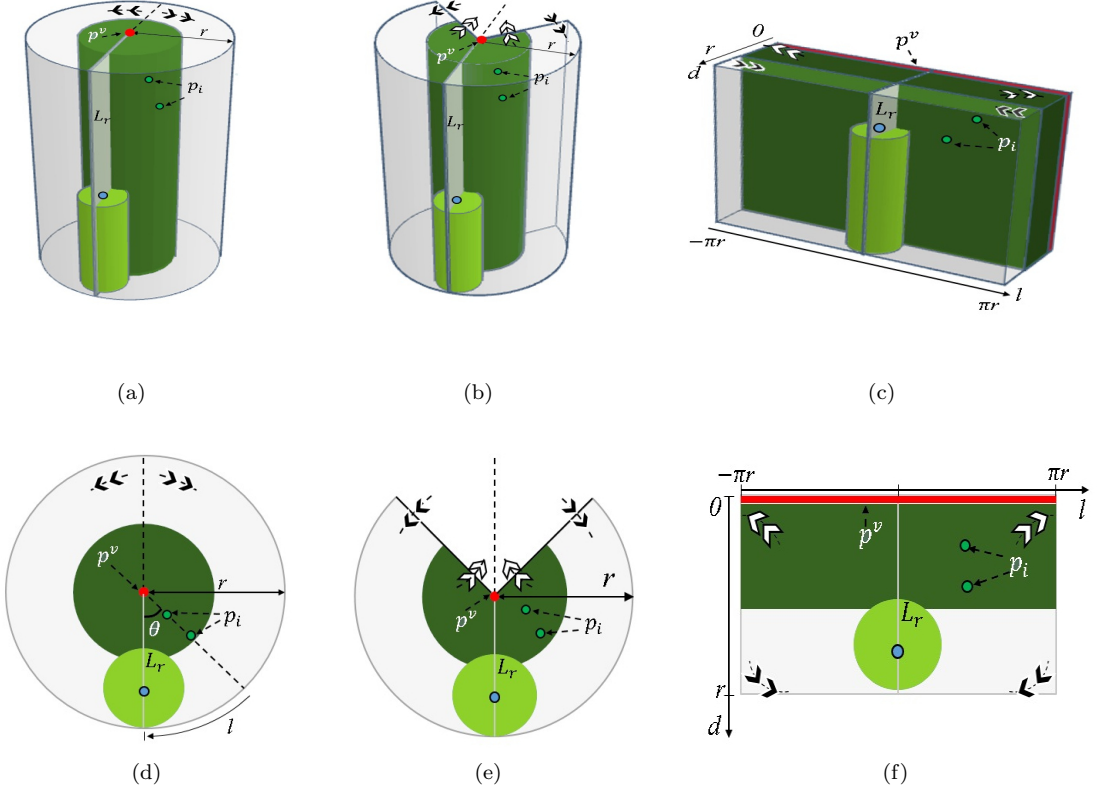 p^v
r
p_i
L_r
(a)
p^v
r
p_i
L_r
(b)
0
r
d
p^v
L_r
p_i
−πr
πr
l
(c)
p^v
r
θ
p_i
L_r
l
(d)
p^v
r
p_i
L_r
(e)
−πr
πr
0
l
p^v
p_i
L_r
r
d
(f)